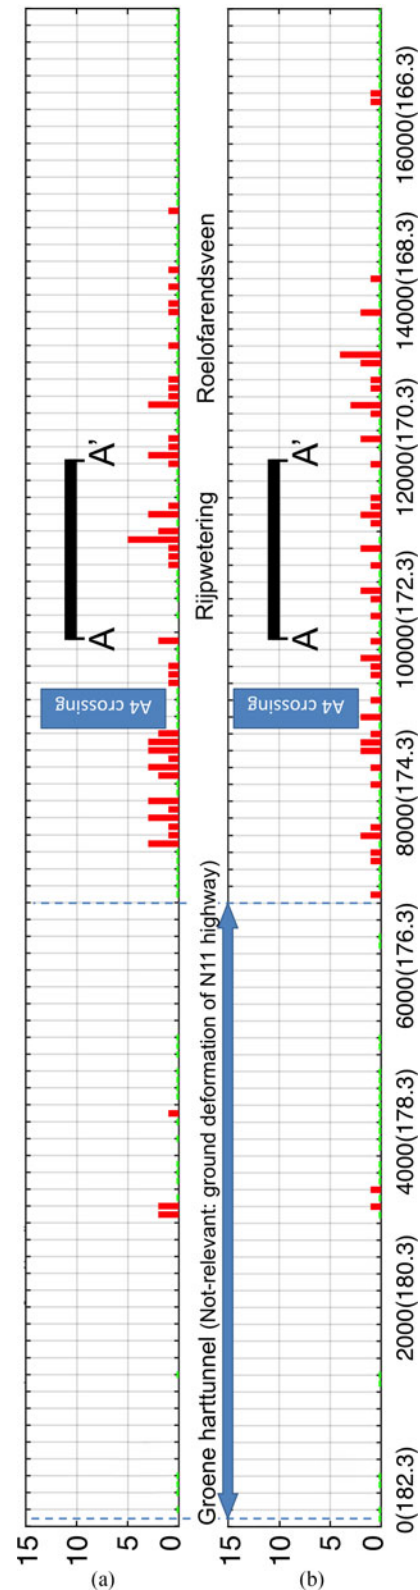 15
10
5
0
(a)
A4 crossing
A
A'
Groene harttunnel (Not-relevant: ground deformation of N11 highway)
Rijpwetering
Roelofarendsveen
15
10
5
0
(b)
A4 crossing
A
A'
0(182.3)
2000(180.3)
4000(178.3)
6000(176.3)
8000(174.3)
10000(172.3)
12000(170.3)
14000(168.3)
16000(166.3)